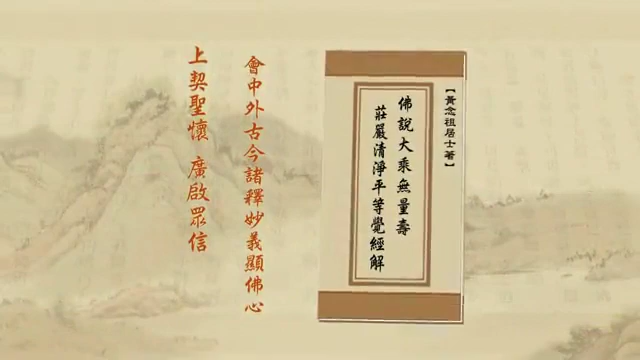 【黃念祖居士著】
佛說大乘無量壽
莊嚴清淨平等覺經解
會中外古今諸釋妙義顯佛心
上契聖懷 廣啟眾信